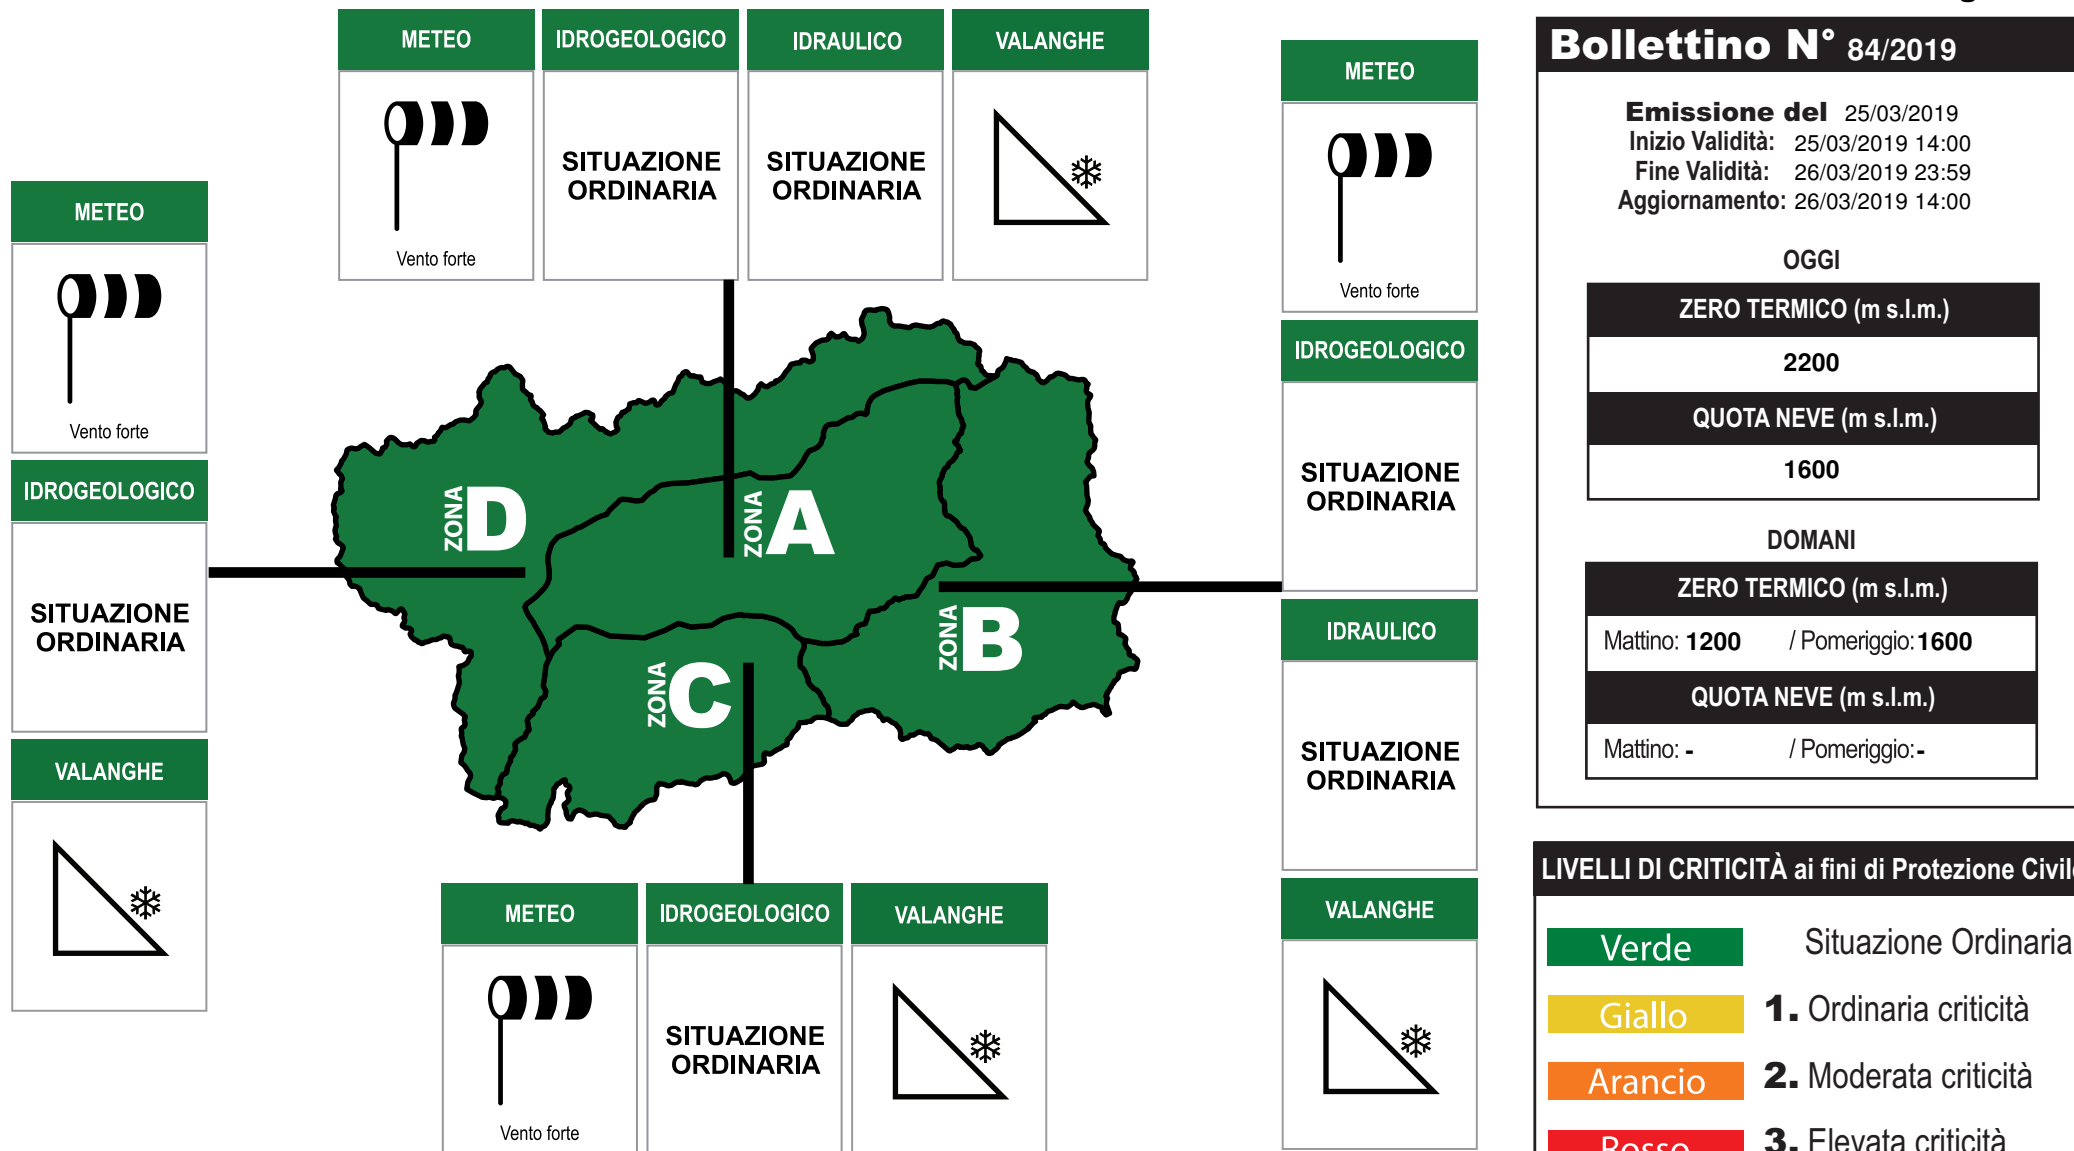 METEO
IDROGEOLOGICO
IDRAULICO
VALANGHE
Vento forte
SITUAZIONE
ORDINARIA
SITUAZIONE
ORDINARIA
METEO
Vento forte
IDROGEOLOGICO
SITUAZIONE
ORDINARIA
VALANGHE
ZONA D
ZONA A
ZONA B
ZONA C
METEO
IDROGEOLOGICO
VALANGHE
Vento forte
SITUAZIONE
ORDINARIA
METEO
Vento forte
IDROGEOLOGICO
SITUAZIONE
ORDINARIA
IDRAULICO
SITUAZIONE
ORDINARIA
VALANGHE
Bollettino N° 84/2019
Emissione del 25/03/2019
Inizio Validità: 25/03/2019 14:00
Fine Validità: 26/03/2019 23:59
Aggiornamento: 26/03/2019 14:00
OGGI
ZERO TERMICO (m s.l.m.)
2200
QUOTA NEVE (m s.l.m.)
1600
DOMANI
ZERO TERMICO (m s.l.m.)
Mattino: 1200 / Pomeriggio: 1600
QUOTA NEVE (m s.l.m.)
Mattino: - / Pomeriggio: -
LIVELLI DI CRITICITÀ ai fini di Protezione Civile
Verde Situazione Ordinaria
Giallo 1. Ordinaria criticità
Arancio 2. Moderata criticità
Rosso 3. Elevata criticità